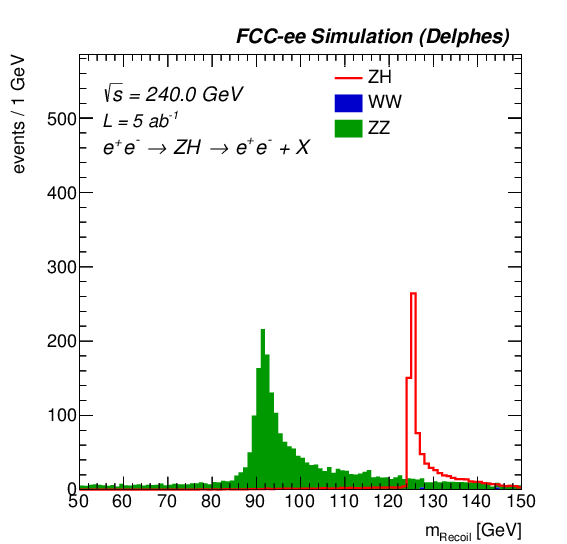 FCC-ee Simulation (Delphes)
events / 1 GeV
√s = 240.0 GeV
L = 5 ab⁻¹
e⁺e⁻ → ZH → e⁺e⁻ + X
ZH
WW
ZZ
500
400
300
200
100
0
50 60 70 80 90 100 110 120 130 140 150
m_Recoil [GeV]